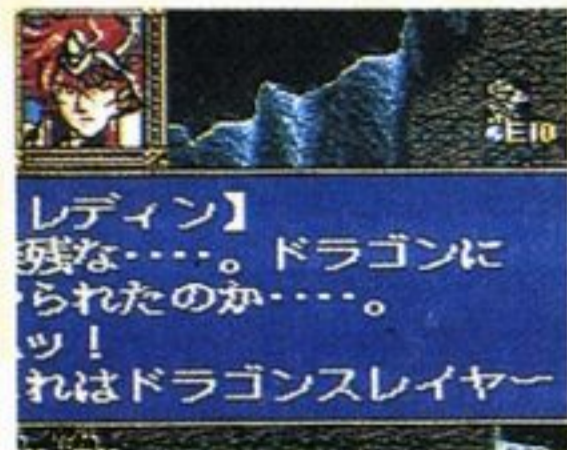 E10
レディン】
残な‥‥。ドラゴンに
られたのか‥‥。
ッ！
れはドラゴンスレイヤー